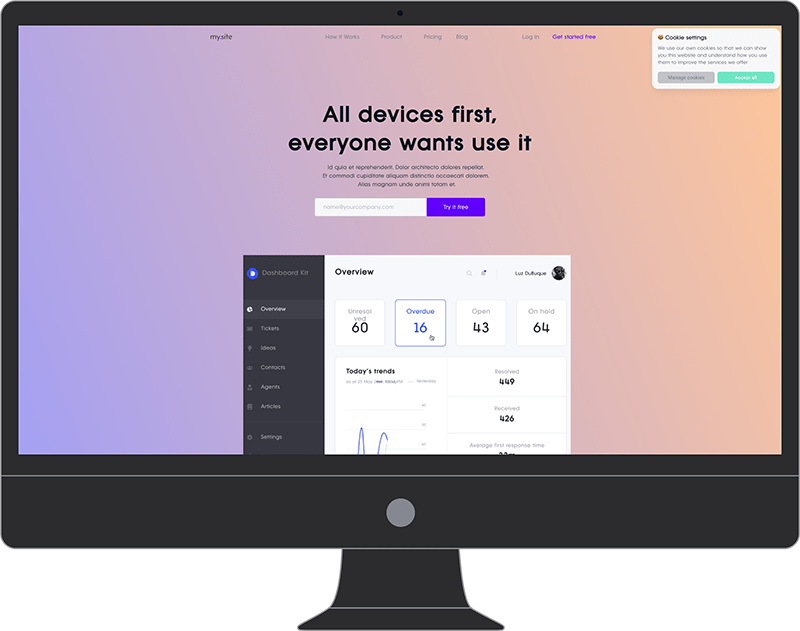 my.site
How it Works
Product
Pricing
Blog
Log In
Get started free
Cookie settings
We use our own cookies so that we can show
you this website and understand how you use
them to improve the services we offer
Manage cookies
Accept all
All devices first,
everyone wants use it
Id quia et reprehenderit. Dolor architecto dolores repellat.
Et commodi cupiditate aliquam distinctio occaecati dolorem.
Alias magnam unde animi totam et.
name@yourcompany.com
Try it free
Dashboard Kit
Overview
Tickets
Ideas
Contacts
Agents
Articles
Settings
Overview
Luz DuBuque
Unresol
ved
60
Overdue
16
Open
43
On hold
64
Today's trends
as of 25 May
Yesterday
Resolved
449
Received
426
Average first response time